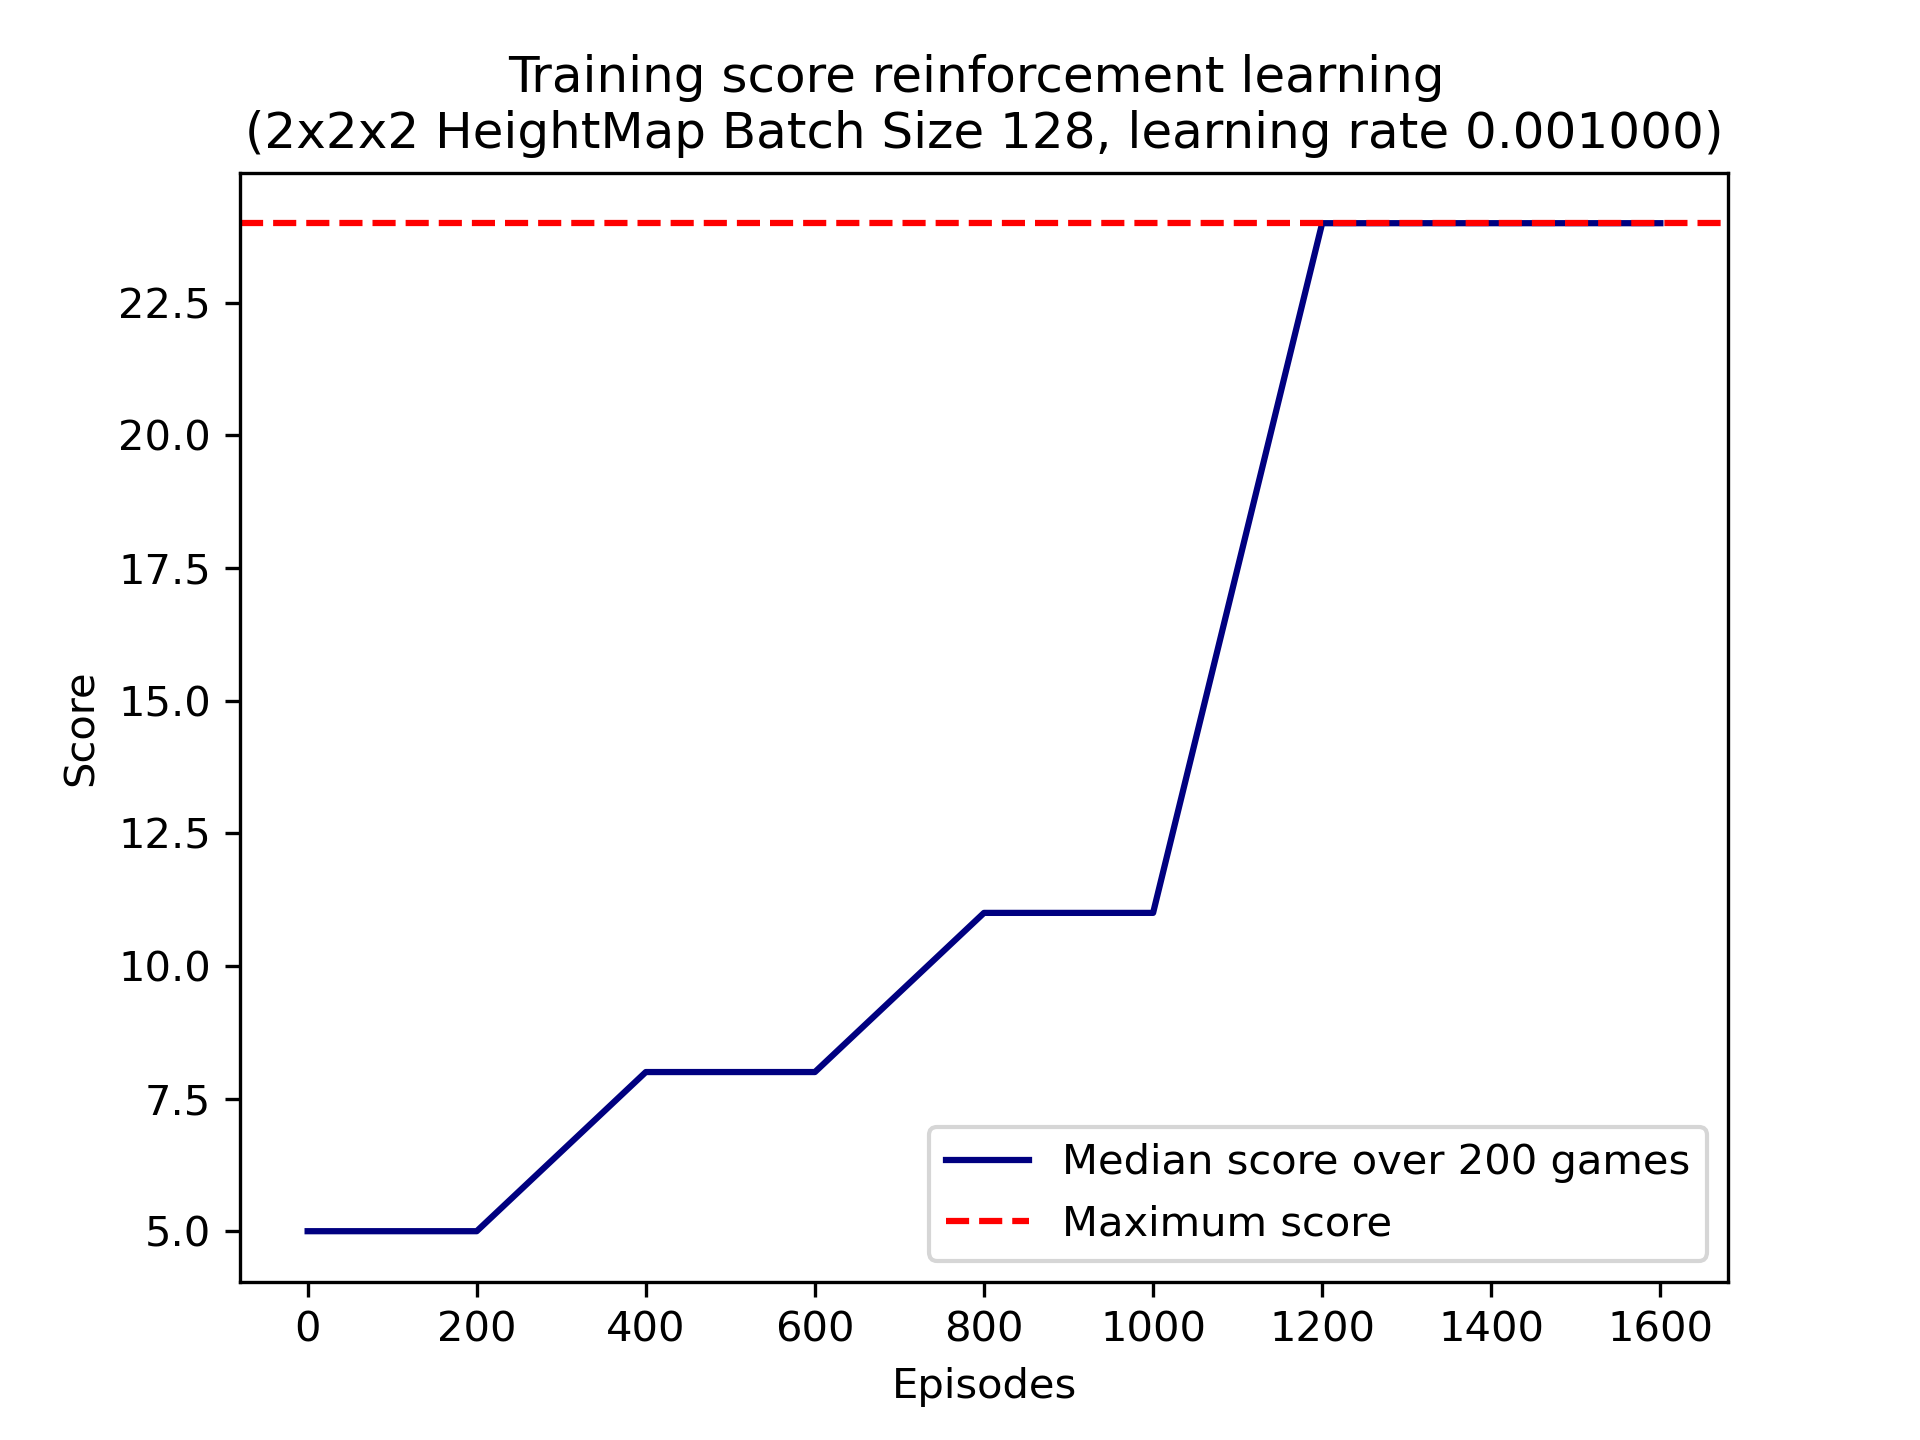 Training score reinforcement learning
(2x2x2 HeightMap Batch Size 128, learning rate 0.001000)
22.5
20.0
17.5
15.0
12.5
10.0
7.5
5.0
Score
Median score over 200 games
Maximum score
0 200 400 600 800 1000 1200 1400 1600
Episodes